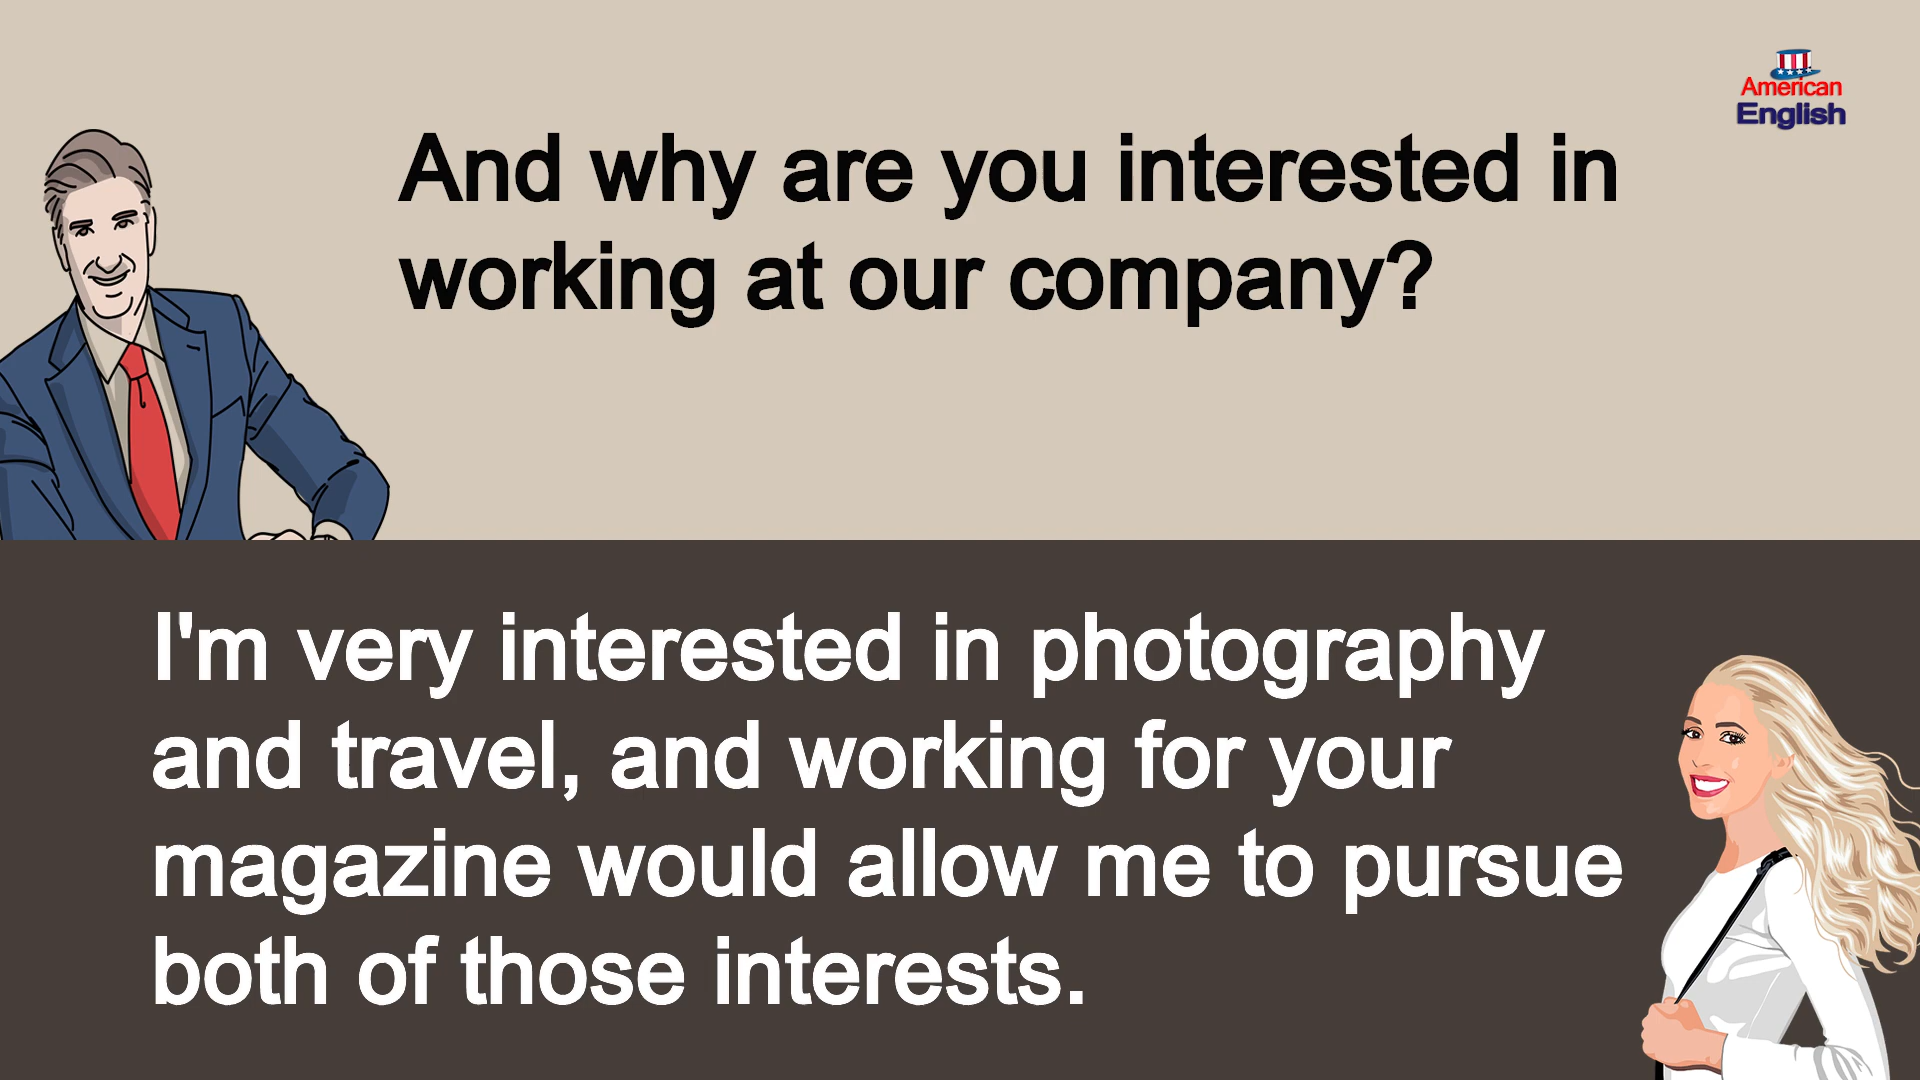 American
English
And why are you interested in
working at our company?
I'm very interested in photography
and travel, and working for your
magazine would allow me to pursue
both of those interests.